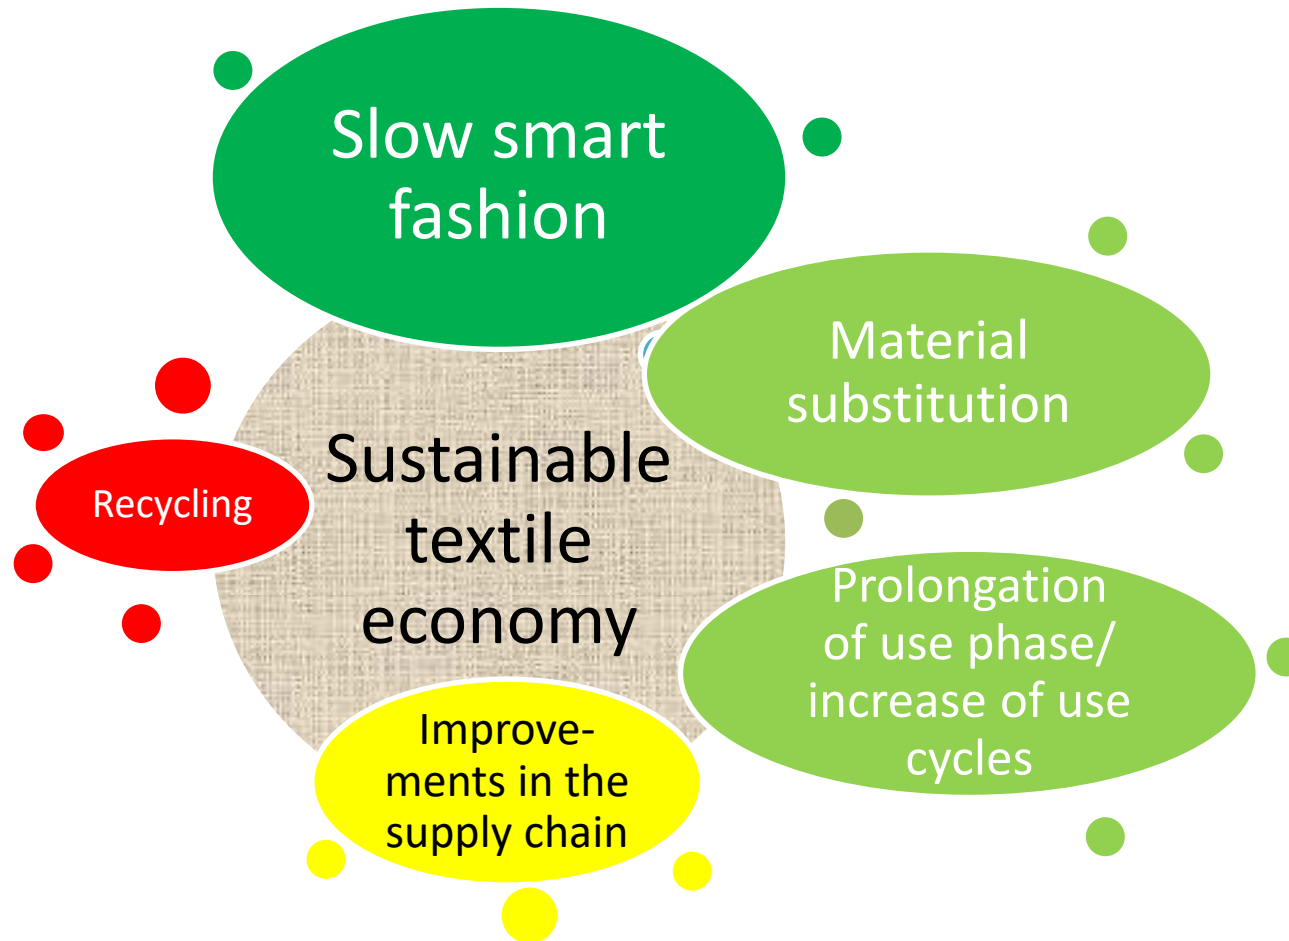 Slow smart
fashion
Material
substitution
Sustainable
textile
economy
Recycling
Prolongation
of use phase/
increase of use
cycles
Improve-
ments in the
supply chain